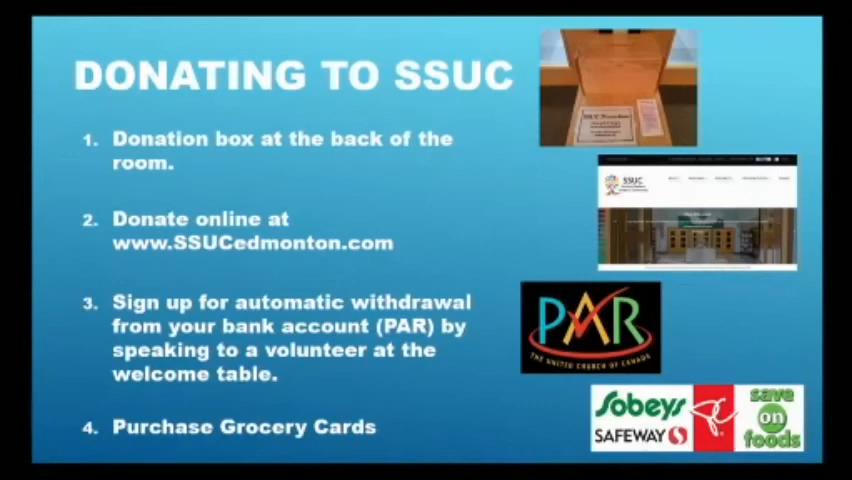 DONATING TO SSUC
1. Donation box at the back of the
room.
2. Donate online at
www.SSUCedmonton.com
3. Sign up for automatic withdrawal
from your bank account (PAR) by
speaking to a volunteer at the
welcome table.
4. Purchase Grocery Cards
SSUC
PAR
THE UNITED CHURCH OF CANADA
Sobeys
SAFEWAY
save
on
foods